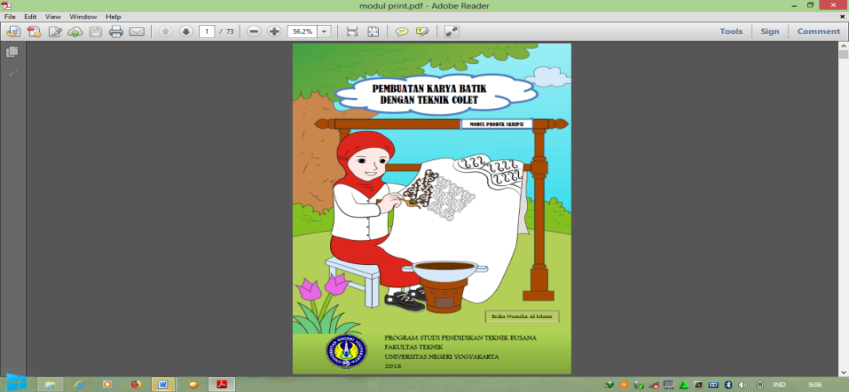 modul print.pdf - Adobe Reader
File Edit View Window Help
1 / 73 56.2% Tools Sign Comment
PEMBUATAN KARYA BATIK
DENGAN TEKNIK COLET
MODUL PRODUK SKRIPSI
PROGRAM STUDI PENDIDIKAN TEKNIK BUSANA
FAKULTAS TEKNIK
UNIVERSITAS NEGERI YOGYAKARTA
2018
IND 9:06